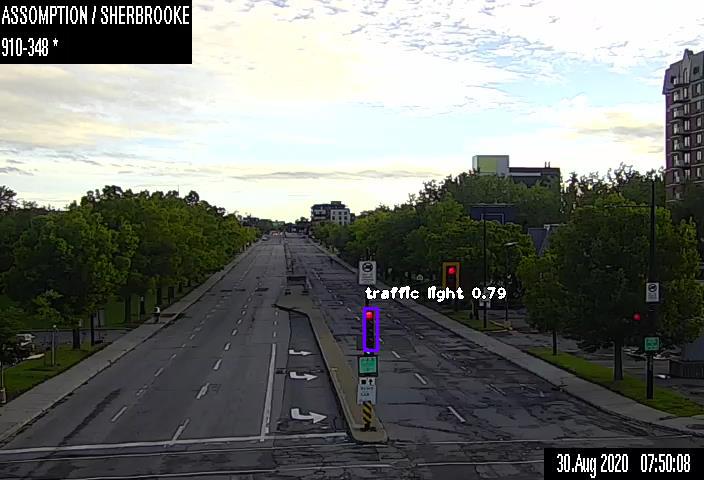 ASSOMPTION / SHERBROOKE
910-348 *
traffic light 0.79
30.Aug 2020 07:50:08